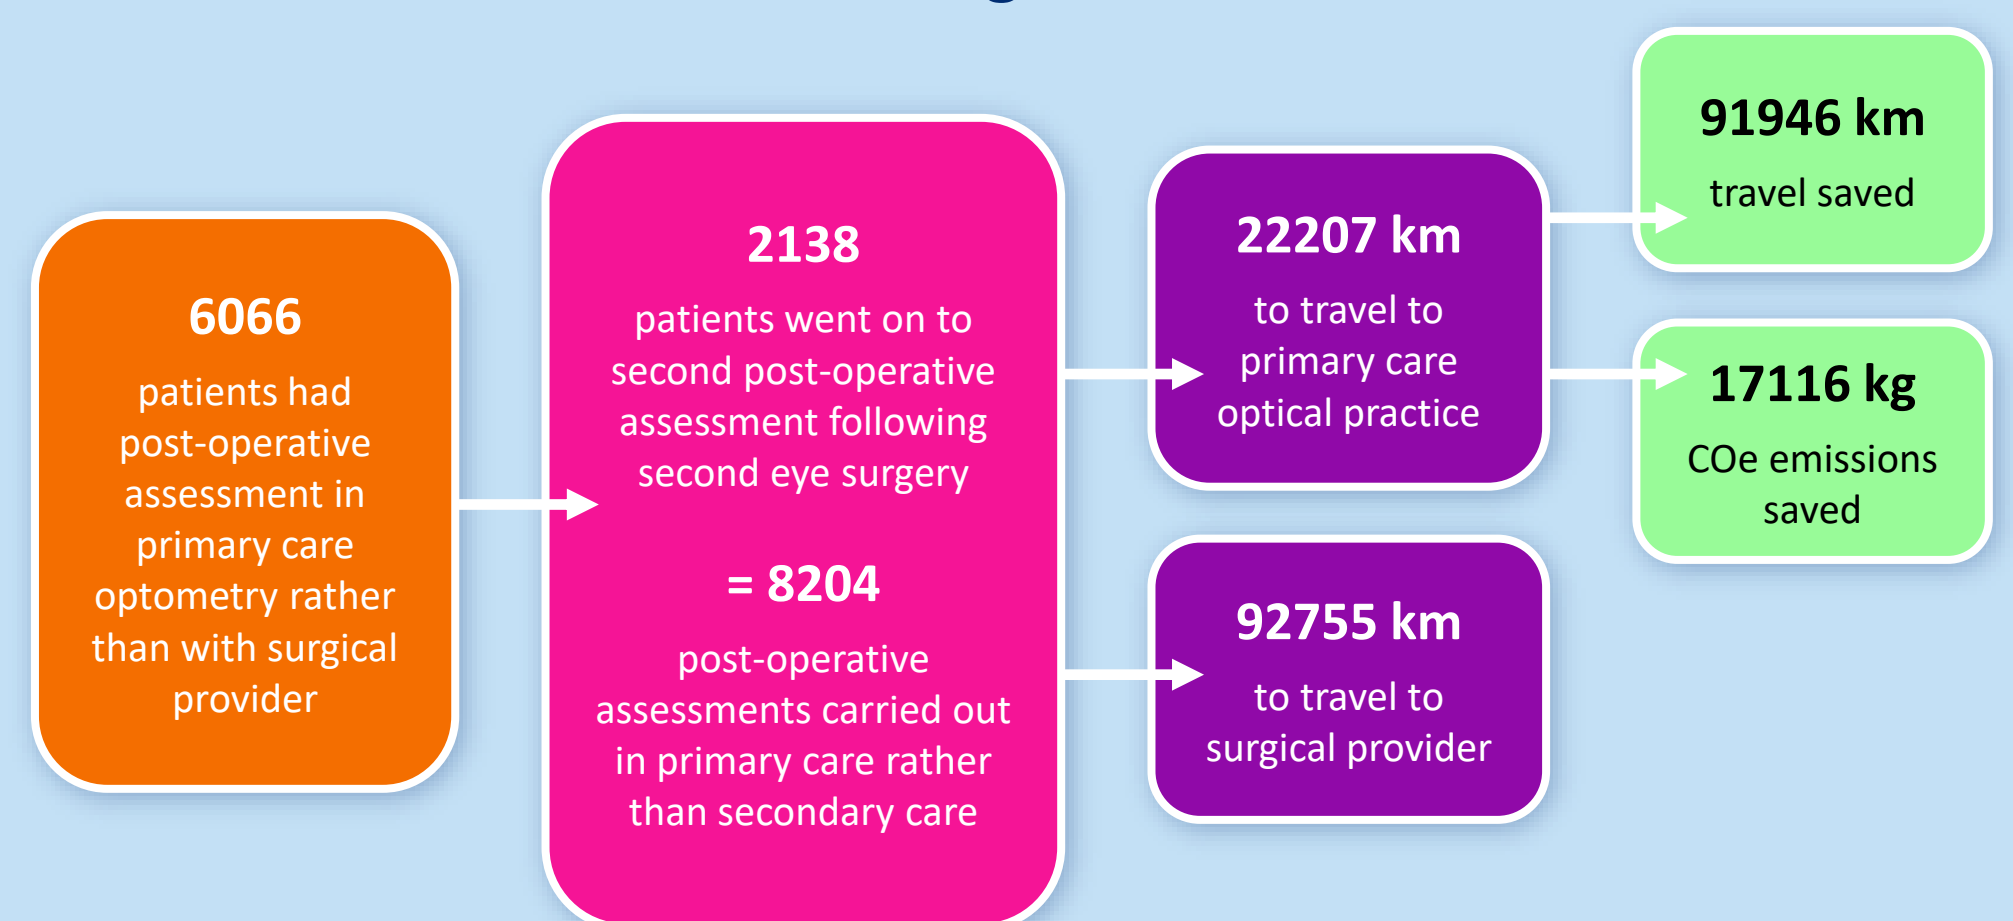 6066
patients had
post-operative
assessment in
primary care
optometry rather
than with surgical
provider
2138
patients went on to
second post-operative
assessment following
second eye surgery
= 8204
post-operative
assessments carried out
in primary care rather
than secondary care
22207 km
to travel to
primary care
optical practice
92755 km
to travel to
surgical provider
91946 km
travel saved
17116 kg
COe emissions
saved